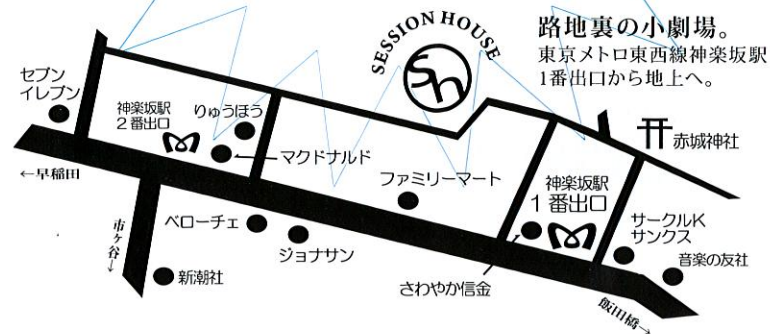 SESSION HOUSE
sh
路地裏の小劇場。
東京メトロ東西線神楽坂駅
1番出口から地上へ。
セブン
イレブン
神楽坂駅
2番出口
りゅうほう
マクドナルド
赤城神社
←早稲田
ファミリーマート
神楽坂駅
1番出口
市ヶ谷→
ベローチェ
ジョナサン
サークルK
サンクス
音楽の友社
新潮社
さわやか信金
飯田橋→